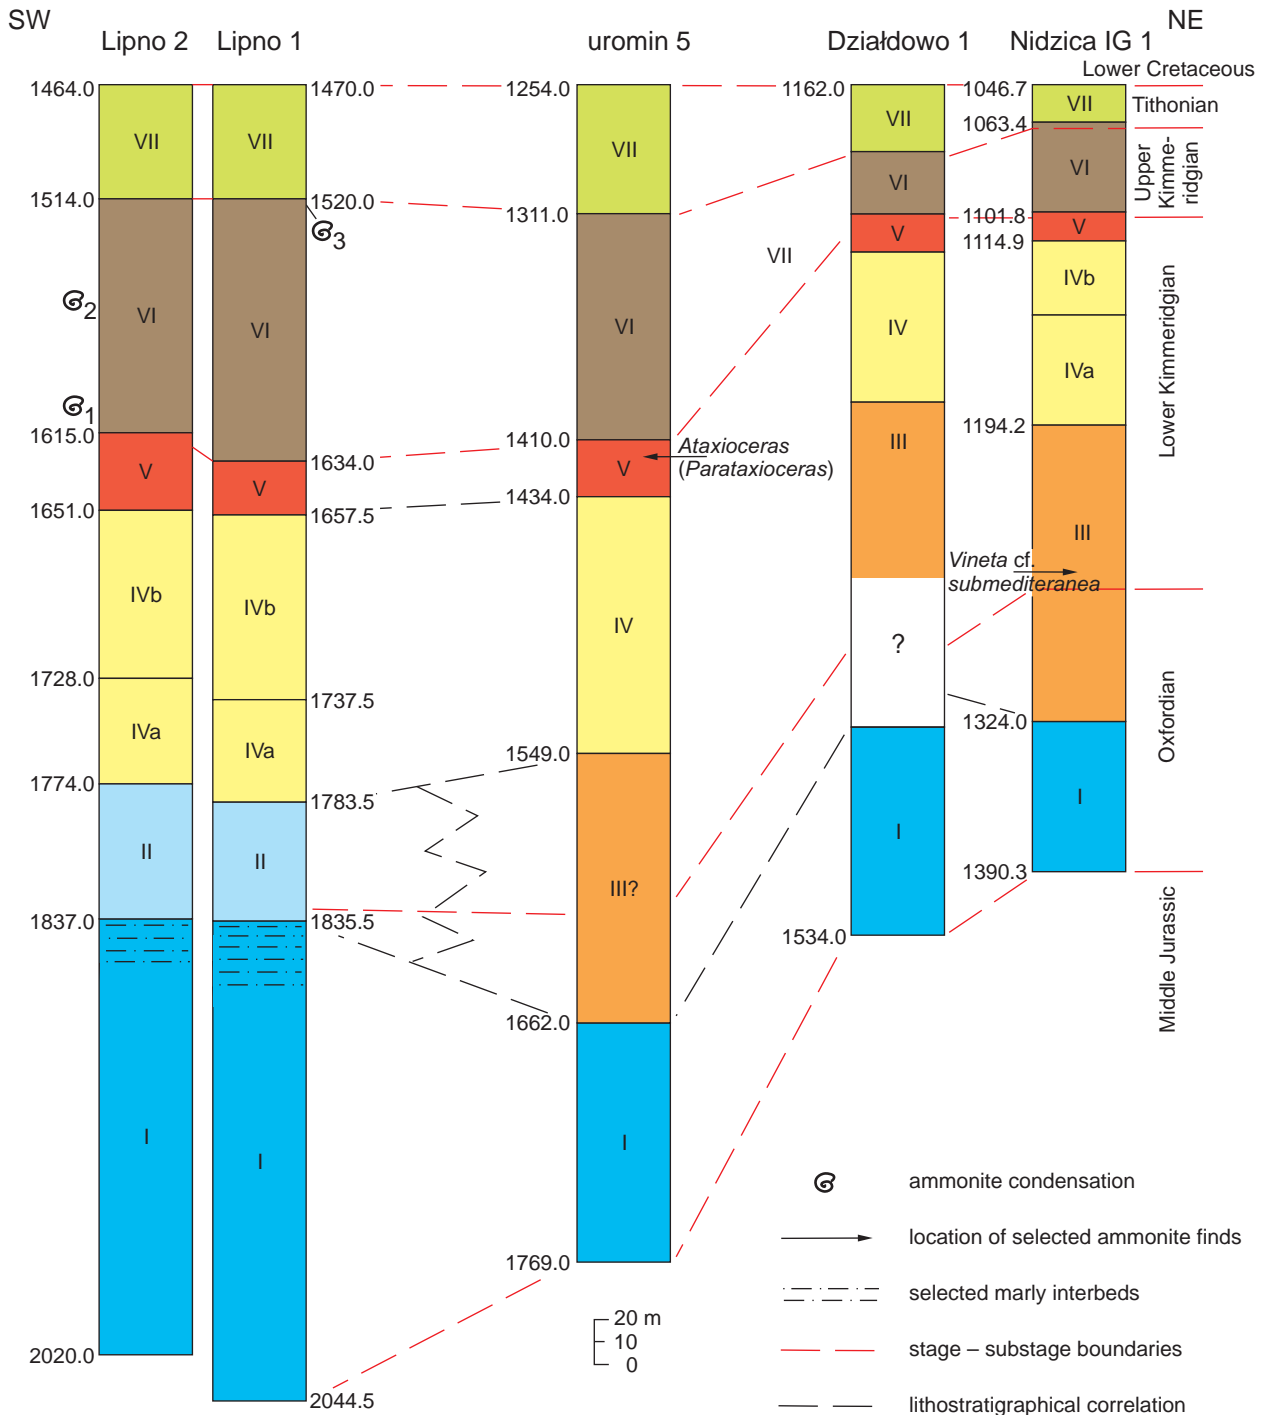 SW
NE
Lipno 2
Lipno 1
uromin 5
Działdowo 1
Nidzica IG 1
Lower Cretaceous
1464.0
1470.0
1254.0
1162.0
1046.7
VII
VII
VII
VII
VII
Tithonian
1063.4
Upper
Kimme-
ridgian
1514.0
1520.0
1311.0
VI
VI
VI
VI
VI
3
2
1
1101.8
V
V
1114.9
VII
IVb
IV
IVa
Lower Kimmeridgian
1615.0
1634.0
1410.0
V
V
V
Ataxioceras
(Parataxioceras)
1194.2
III
III
1651.0
1657.5
1434.0
IVb
IVb
IV
Vineta cf.
submediteranea
?
1728.0
1737.5
IVa
IVa
1324.0
Oxfordian
1549.0
1774.0
1783.5
II
II
III?
I
I
1390.3
1837.0
1835.5
1534.0
Middle Jurassic
1662.0
I
I
I
1769.0
2020.0
2044.5
20 m
10
0
ammonite condensation
location of selected ammonite finds
selected marly interbeds
stage – substage boundaries
lithostratigraphical correlation